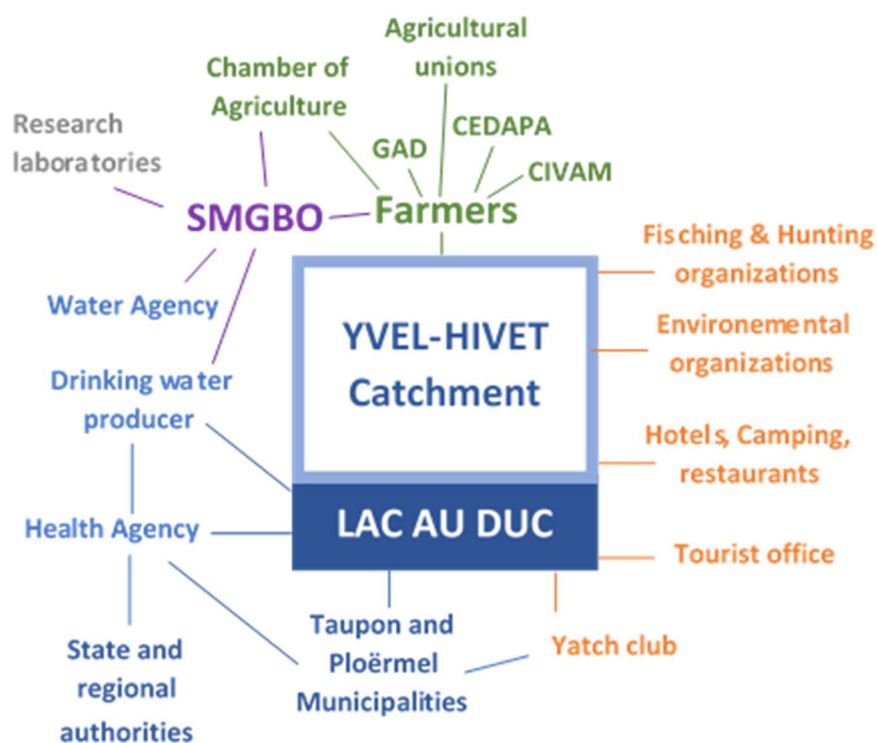 Agricultural
unions
Chamber of
Agriculture
CEDAPA
GAD
CIVAM
Research
laboratories
SMGBO
Farmers
Fisching & Hunting
organizations
Water Agency
YVEL-HIVET
Catchment
Environemental
organizations
Drinking water
producer
Hotels, Camping,
restaurants
Health Agency
LAC AU DUC
Tourist office
Taupon and
Ploërmel
Municipalities
Yatch club
State and
regional
authorities